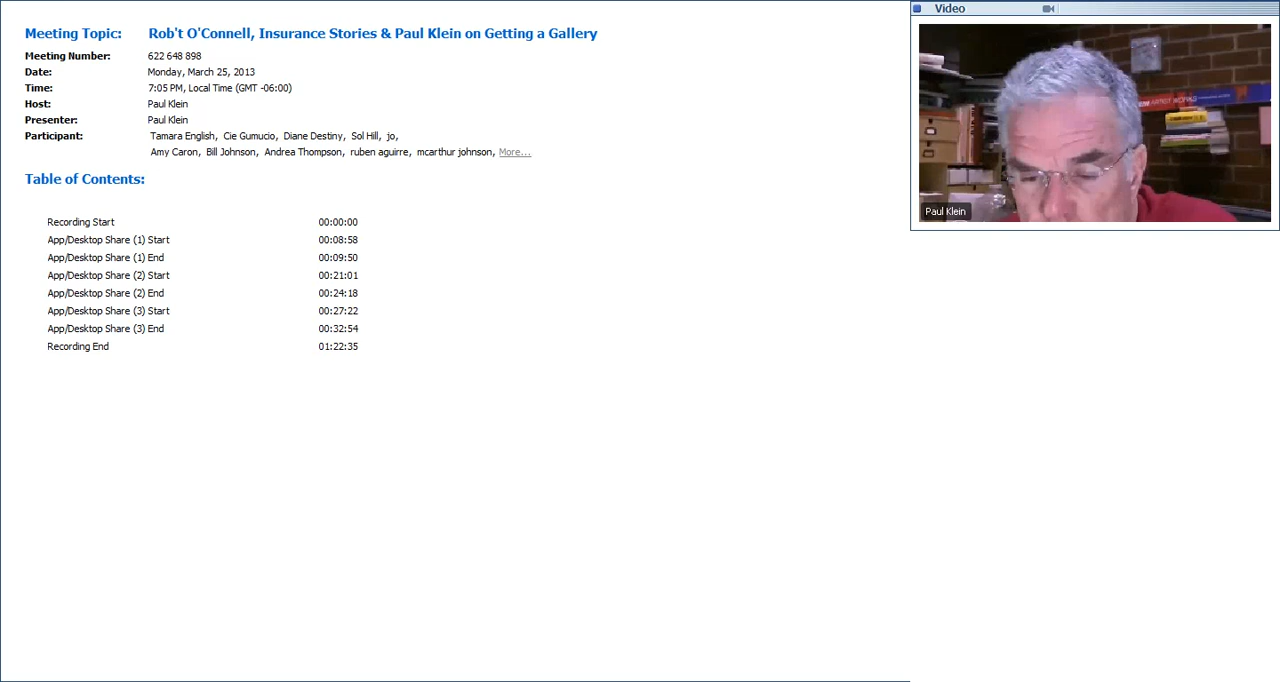 Meeting Topic: Rob't O'Connell, Insurance Stories & Paul Klein on Getting a Gallery
Meeting Number: 622 648 898
Date: Monday, March 25, 2013
Time: 7:05 PM, Local Time (GMT -06:00)
Host: Paul Klein
Presenter: Paul Klein
Participant: Tamara English, Cie Gumucio, Diane Destiny, Sol Hill, jo,
Amy Caron, Bill Johnson, Andrea Thompson, ruben aguirre, mcarthur johnson, More...
Table of Contents:
Recording Start 00:00:00
App/Desktop Share (1) Start 00:08:58
App/Desktop Share (1) End 00:09:50
App/Desktop Share (2) Start 00:21:01
App/Desktop Share (2) End 00:24:18
App/Desktop Share (3) Start 00:27:22
App/Desktop Share (3) End 00:32:54
Recording End 01:22:35
Video
ARTIST
Paul Klein